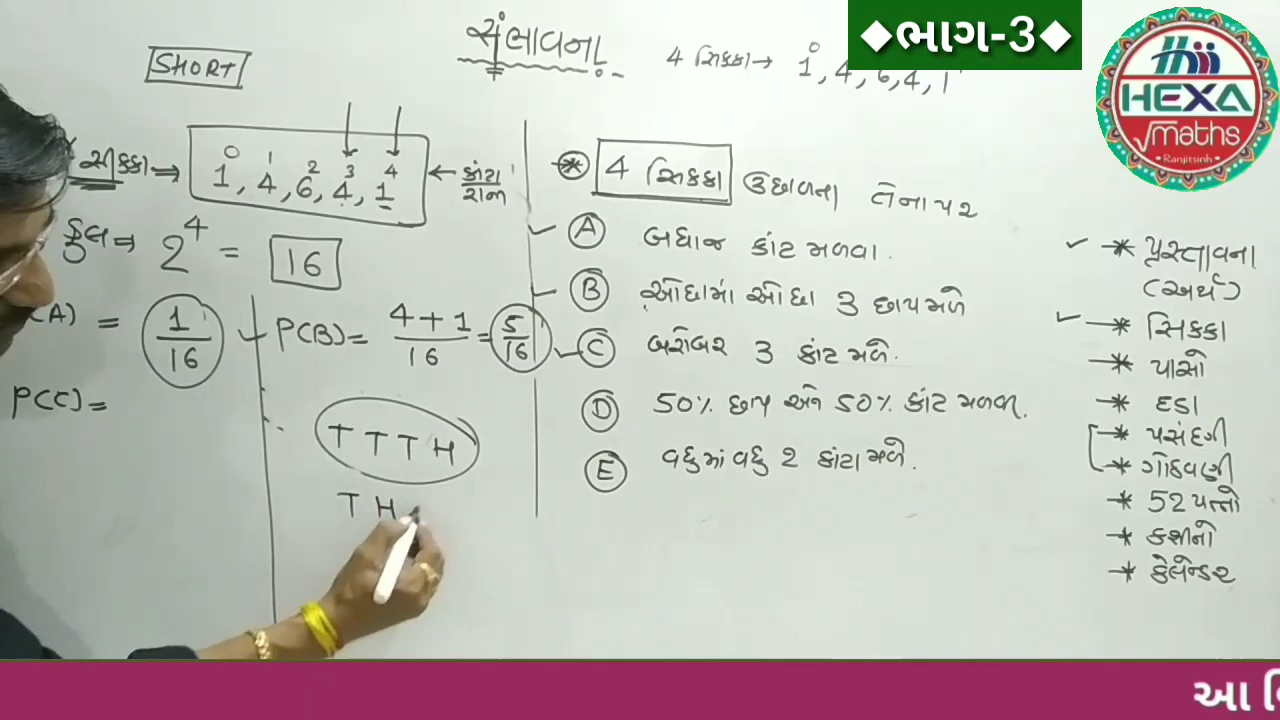 ◆ભાગ-3◆
HEXA
√maths
Ranjitsinh
સંભાવના
SHORT
4 સિક્કા → 1, 4, 6, 4, 1
0 1 2 3 4
સીક્કા ⇒ 1, 4, 6, 4, 1 ←
કુલ ⇒ 2⁴ = 16
(A) = 1/16
P(B) = 4+1/16 = 5/16
P(C) =
T T T H
T H
* 4 સિક્કા ઉછાળતા તેના પર
A બધાજ કાંટ મળવા.
B ઓછામાં ઓછા 3 છાપ મળે
C બરોબર 3 કાંટ મળે.
D 50% છાપ અને 50% કાંટ મળવા.
E વધુમાં વધુ 2 કાંટા મળે.
* પ્રસ્તાવના
(અર્થ)
* સિક્કા
* પાસો
* દડા
* પસંદગી
* ગોઠવણી
* 52 પત્તો
* કસીનો
* કેલેન્ડર